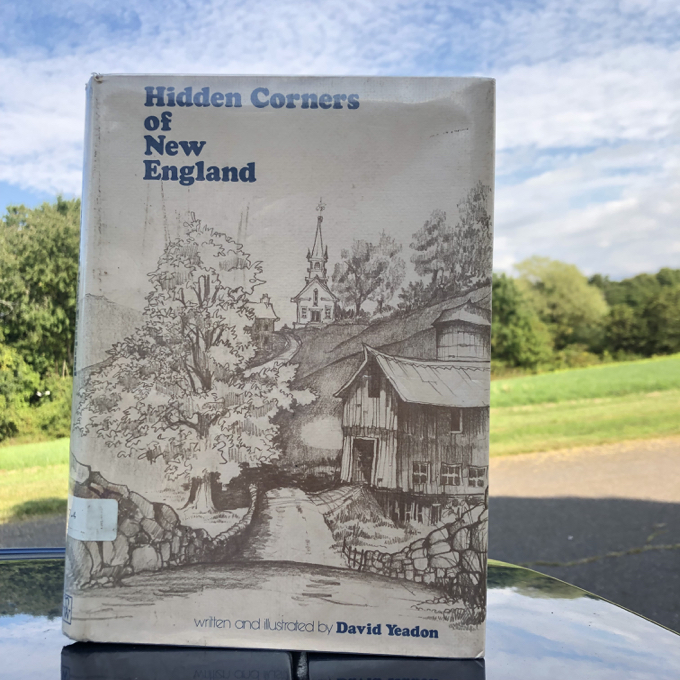 Hidden Corners
of
New
England
written and illustrated by David Yeadon